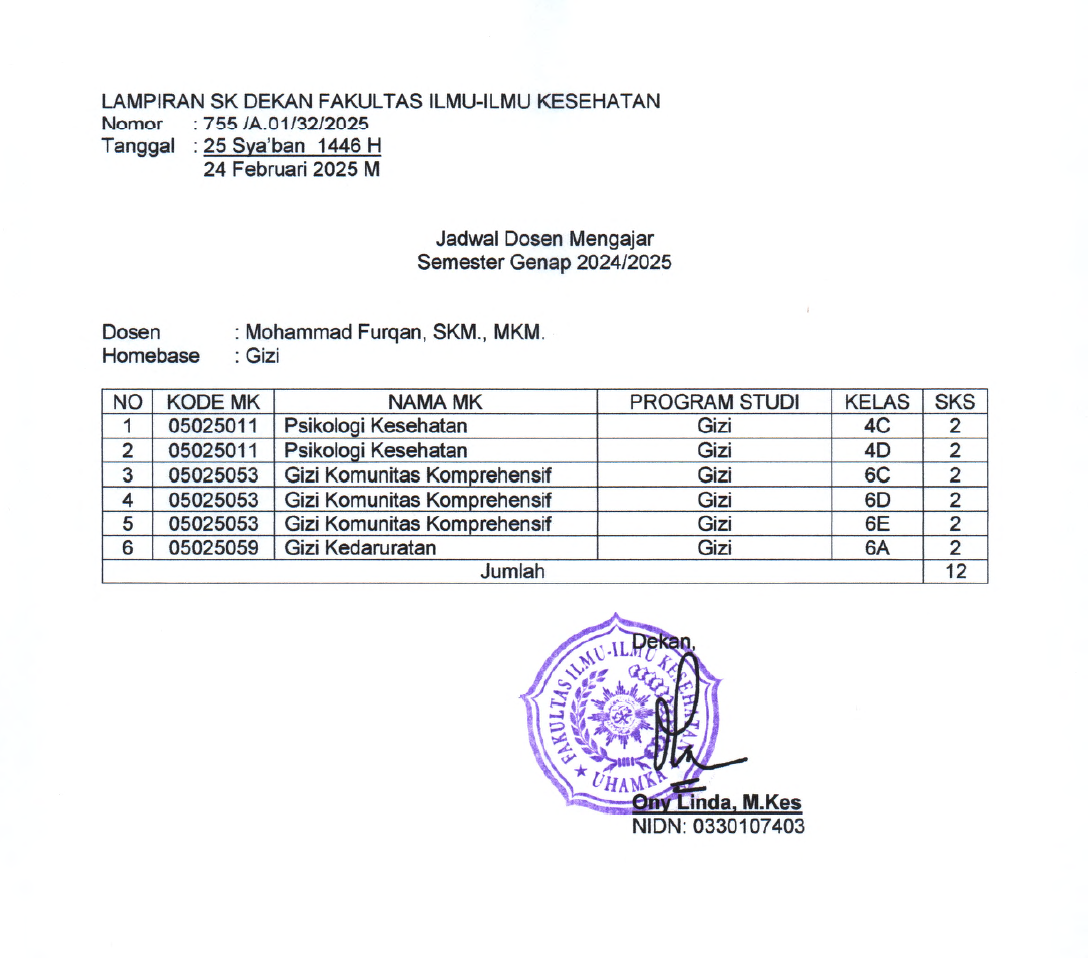 LAMPIRAN SK DEKAN FAKULTAS ILMU-ILMU KESEHATAN
Nomor : 755 /A.01/32/2025
Tanggal : 25 Sya'ban 1446 H
24 Februari 2025 M
Jadwal Dosen Mengajar
Semester Genap 2024/2025
Dosen : Mohammad Furqan, SKM., MKM.
Homebase : Gizi
NO KODE MK NAMA MK PROGRAM STUDI KELAS SKS
1 05025011 Psikologi Kesehatan Gizi 4C 2
2 05025011 Psikologi Kesehatan Gizi 4D 2
3 05025053 Gizi Komunitas Komprehensif Gizi 6C 2
4 05025053 Gizi Komunitas Komprehensif Gizi 6D 2
5 05025053 Gizi Komunitas Komprehensif Gizi 6E 2
6 05025059 Gizi Kedaruratan Gizi 6A 2
Jumlah 12
Dekan,
FAKULTAS ILMU-ILMU KESEHATAN
★ UHAMKA ★
Ony Linda, M.Kes
NIDN: 0330107403